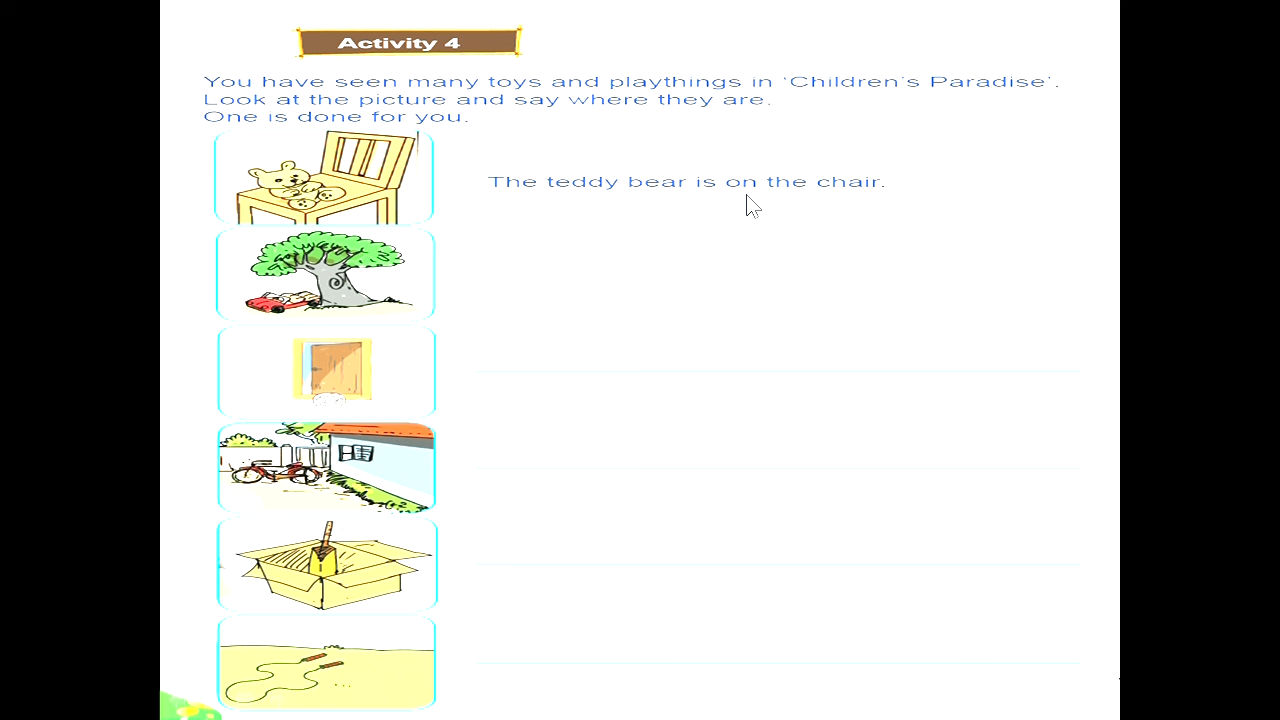 Activity 4
You have seen many toys and playthings in 'Children's Paradise'.
Look at the picture and say where they are.
One is done for you.
The teddy bear is on the chair.